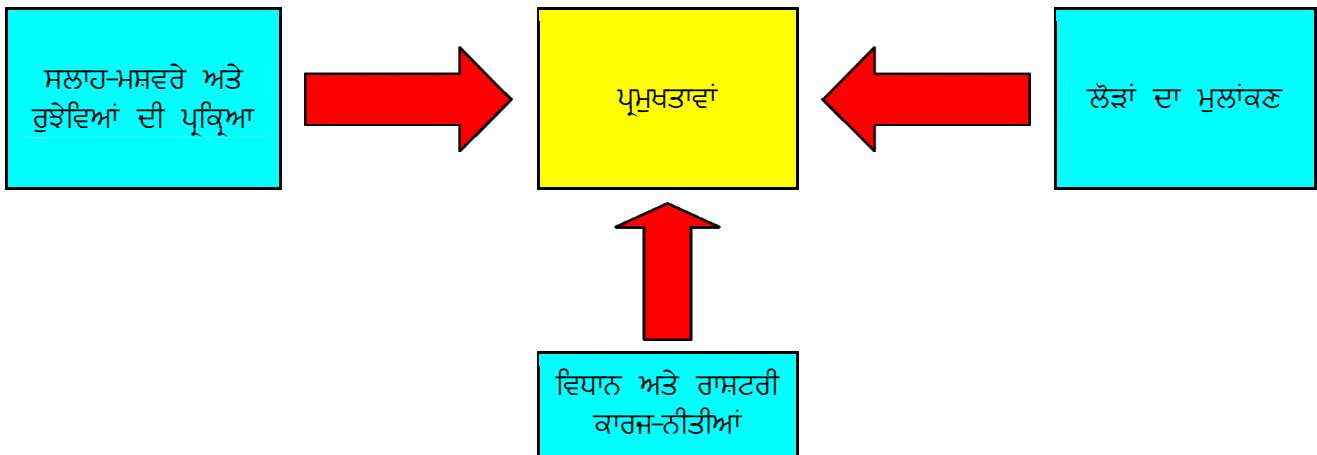 ਸਲਾਹ-ਮਸ਼ਵਰੇ ਅਤੇ
ਰੁਝੇਵਿਆਂ ਦੀ ਪ੍ਰਕ੍ਰਿਆ
ਪ੍ਰਮੁਖਤਾਵਾਂ
ਲੋੜਾਂ ਦਾ ਮੁਲਾਂਕਣ
ਵਿਧਾਨ ਅਤੇ ਰਾਸ਼ਟਰੀ
ਕਾਰਜ-ਨੀਤੀਆਂ